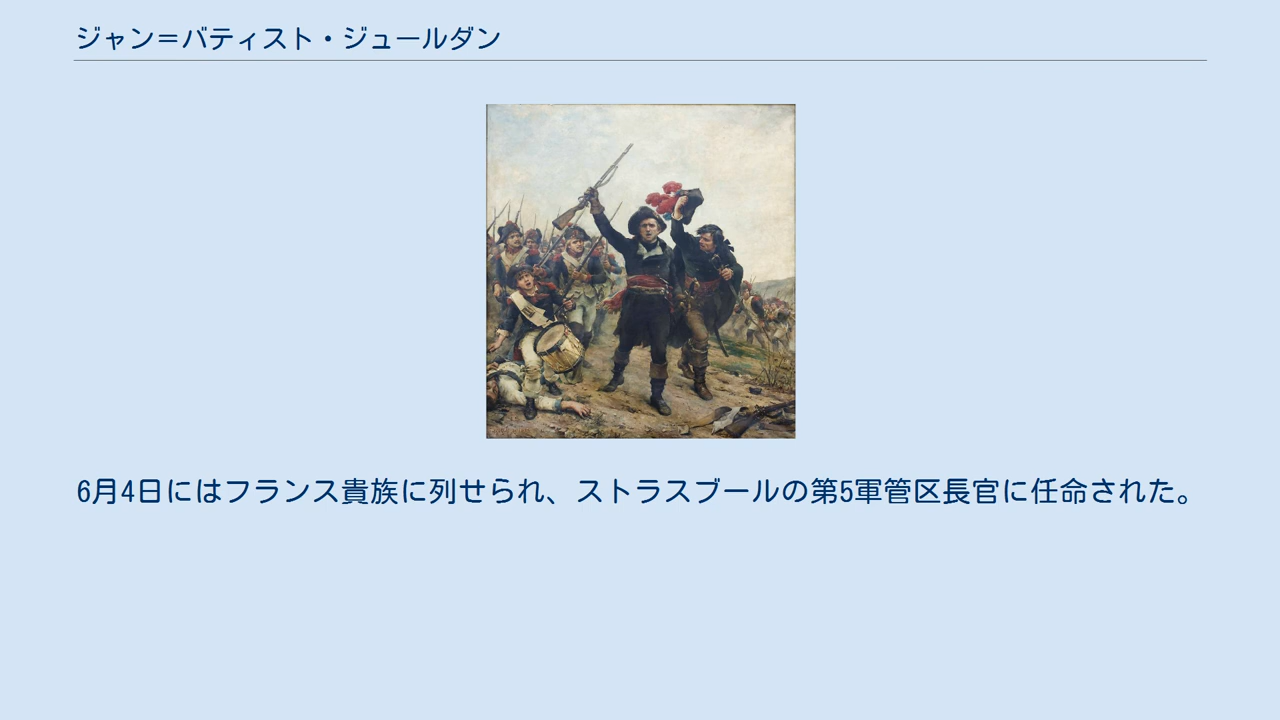 ジャン＝バティスト・ジュールダン
6月4日にはフランス貴族に列せられ、ストラスブールの第5軍管区長官に任命された。